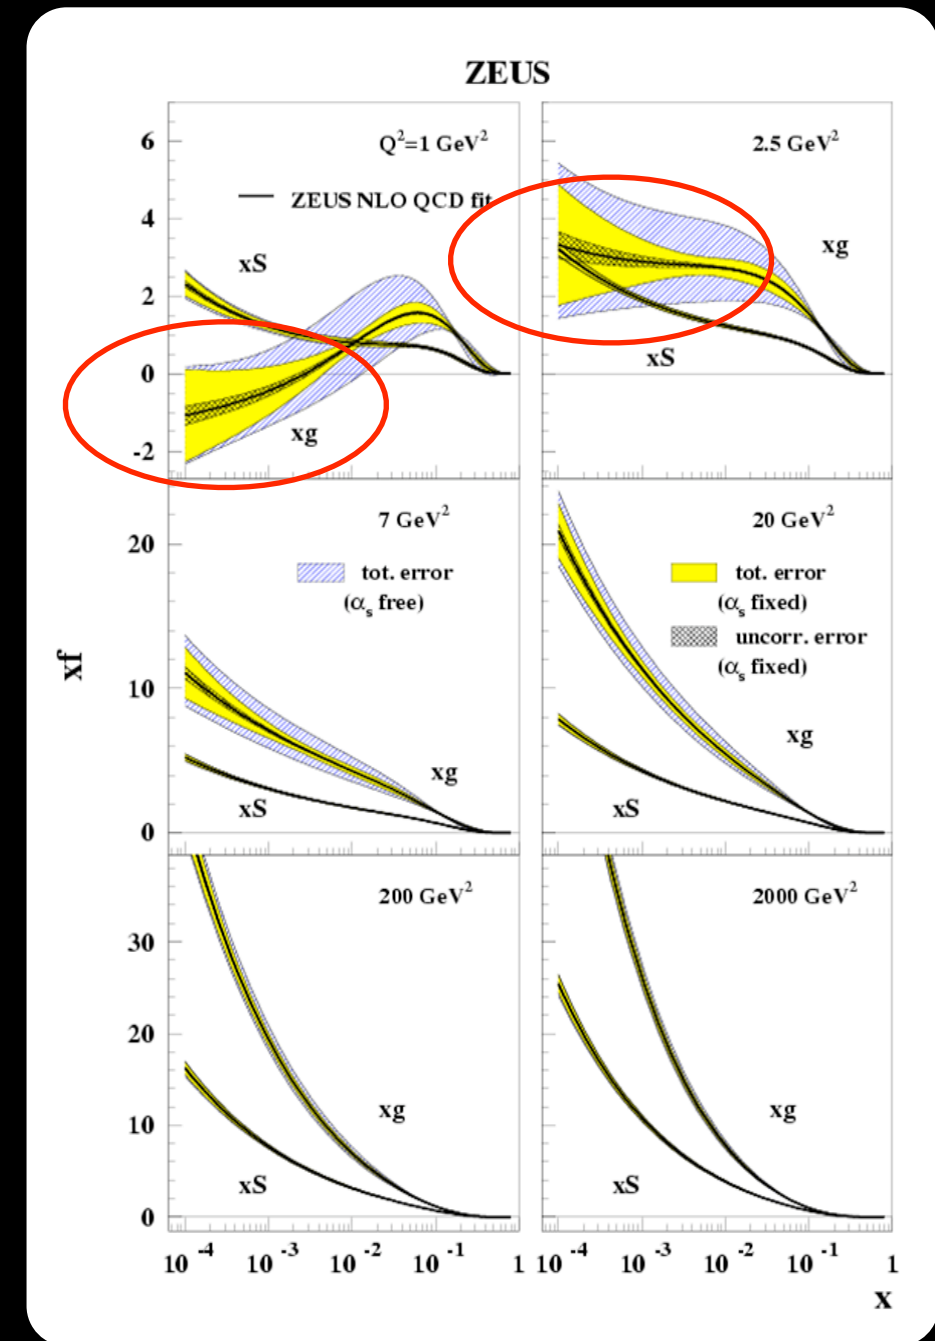 ZEUS
Q²=1 GeV²
ZEUS NLO QCD fit
xS
xg
6
4
2
0
-2
2.5 GeV²
xg
xS
7 GeV²
tot. error
(αₛ free)
xg
xS
20
10
0
20 GeV²
tot. error
(αₛ fixed)
uncorr. error
(αₛ fixed)
xg
xS
xf
200 GeV²
xg
xS
30
20
10
0
2000 GeV²
xg
xS
10⁻⁴ 10⁻³ 10⁻² 10⁻¹ 1 10⁻⁴ 10⁻³ 10⁻² 10⁻¹ 1
x